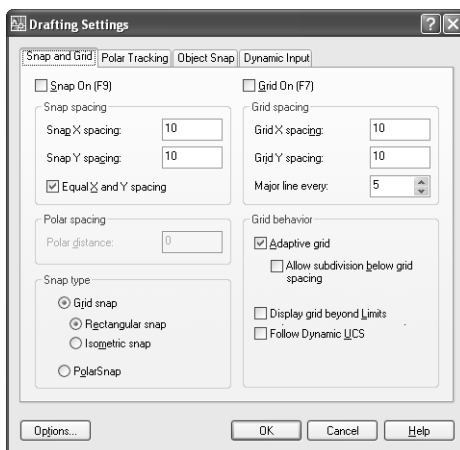 Drafting Settings
Snap and Grid Polar Tracking Object Snap Dynamic Input
Snap On (F9)
Snap spacing
Snap X spacing: 10
Snap Y spacing: 10
Equal X and Y spacing
Polar spacing
Polar distance: 0
Snap type
Grid snap
Rectangular snap
Isometric snap
PolarSnap
Grid On (F7)
Grid spacing
Grid X spacing: 10
Grid Y spacing: 10
Major line every: 5
Grid behavior
Adaptive grid
Allow subdivision below grid
spacing
Display grid beyond Limits
Follow Dynamic UCS
Options... OK Cancel Help